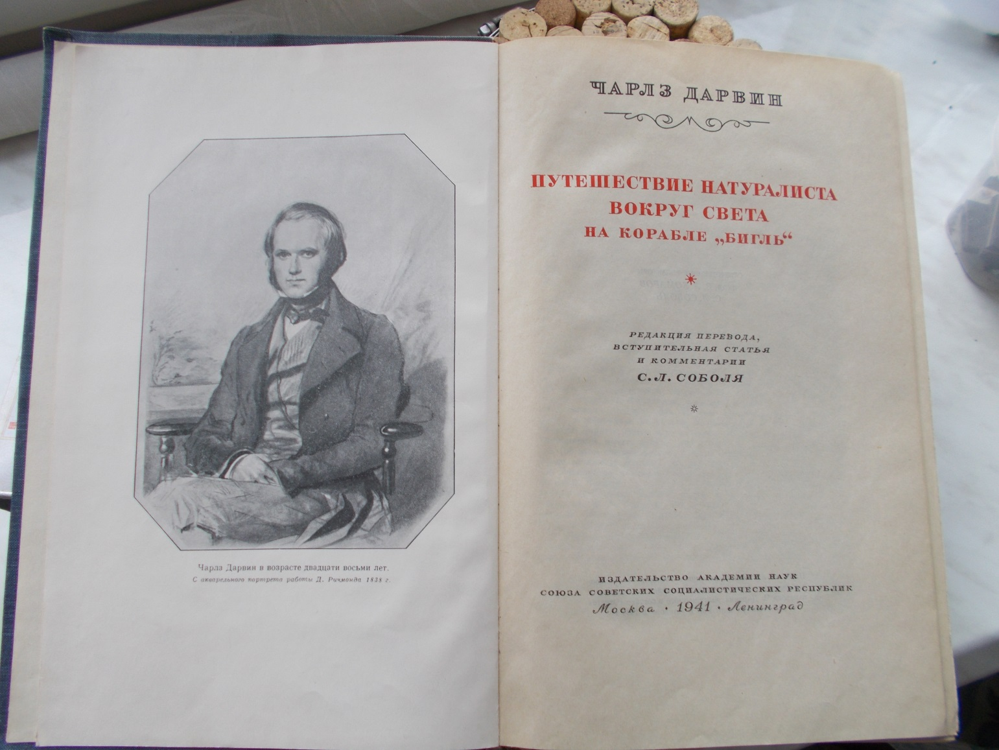 Чарлз Дарвин в возрасте двадцати восьми лет.
С акварельного портрета работы Д. Ричмонда 1838 г.
ЧАРЛЗ ДАРВИН
ПУТЕШЕСТВИЕ НАТУРАЛИСТА
ВОКРУГ СВЕТА
НА КОРАБЛЕ „БИГЛЬ“
РЕДАКЦИЯ ПЕРЕВОДА,
ВСТУПИТЕЛЬНАЯ СТАТЬЯ
И КОММЕНТАРИИ
С. Л. СОБОЛЯ
ИЗДАТЕЛЬСТВО АКАДЕМИИ НАУК
СОЮЗА СОВЕТСКИХ СОЦИАЛИСТИЧЕСКИХ РЕСПУБЛИК
Москва · 1941 · Ленинград